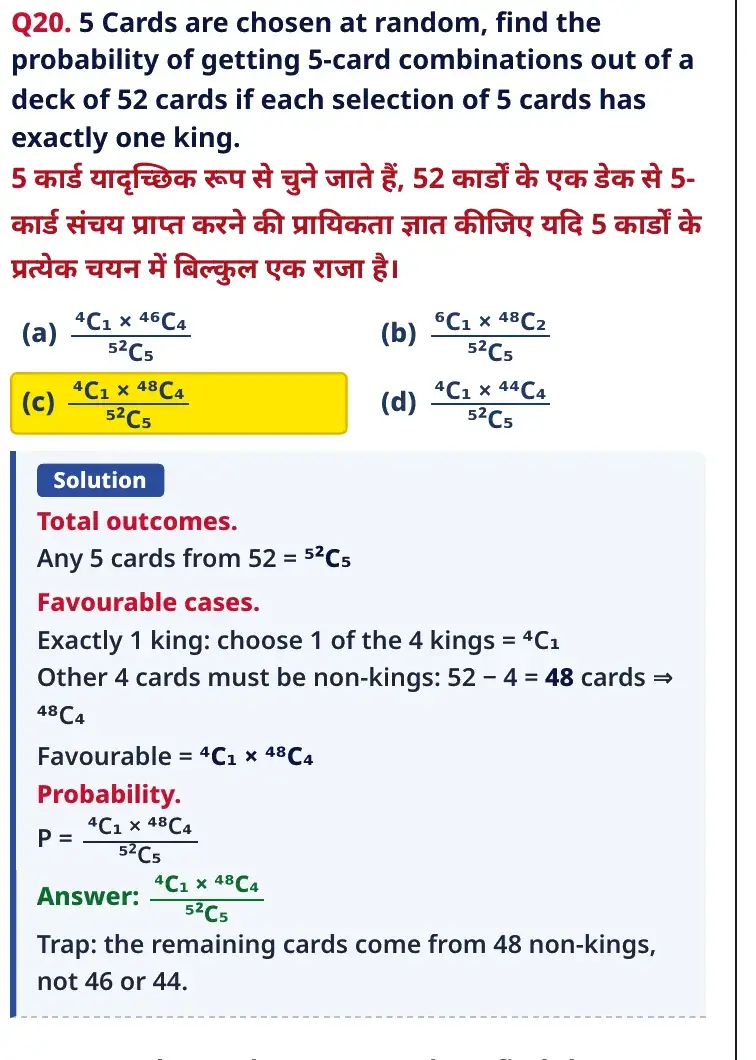 Q20. 5 Cards are chosen at random, find the
probability of getting 5-card combinations out of a
deck of 52 cards if each selection of 5 cards has
exactly one king.
5 कार्ड यादृच्छिक रूप से चुने जाते हैं, 52 कार्डों के एक डेक से 5-
कार्ड संचय प्राप्त करने की प्रायिकता ज्ञात कीजिए यदि 5 कार्डों के
प्रत्येक चयन में बिल्कुल एक राजा है।
(a) ⁴C₁ × ⁴⁶C₄ / ⁵²C₅
(b) ⁶C₁ × ⁴⁸C₂ / ⁵²C₅
(c) ⁴C₁ × ⁴⁸C₄ / ⁵²C₅
(d) ⁴C₁ × ⁴⁴C₄ / ⁵²C₅
Solution
Total outcomes.
Any 5 cards from 52 = ⁵²C₅
Favourable cases.
Exactly 1 king: choose 1 of the 4 kings = ⁴C₁
Other 4 cards must be non-kings: 52 − 4 = 48 cards ⇒
⁴⁸C₄
Favourable = ⁴C₁ × ⁴⁸C₄
Probability.
P = ⁴C₁ × ⁴⁸C₄ / ⁵²C₅
Answer: ⁴C₁ × ⁴⁸C₄ / ⁵²C₅
Trap: the remaining cards come from 48 non-kings,
not 46 or 44.